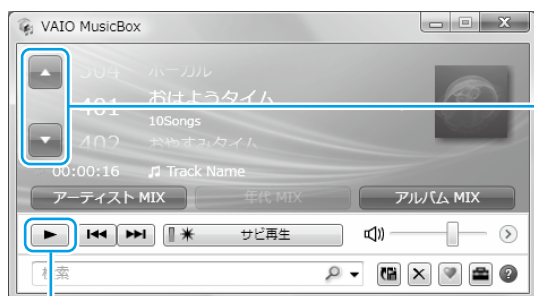 VAIO MusicBox
304 ボーカル
401 おはようタイム
10Songs
402 おやすみタイム
00:00:16 ♫ Track Name
アーティスト MIX 年代 MIX アルバム MIX
サビ再生
検索